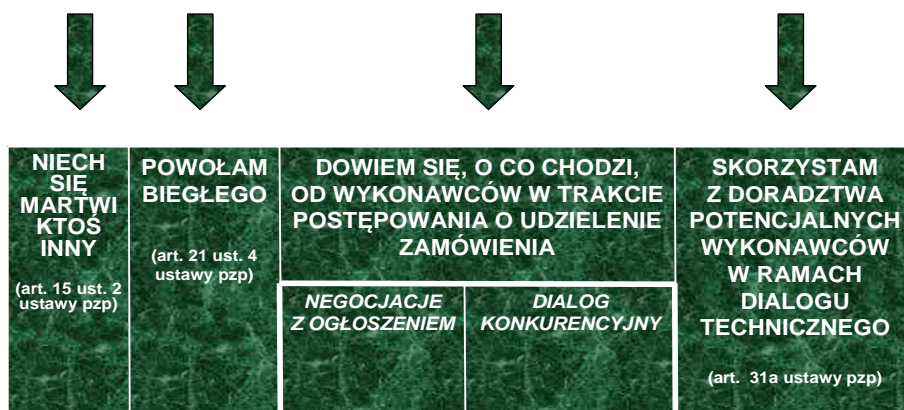 NIECH
SIĘ
MARTWI
KTOŚ
INNY
(art. 15 ust. 2
ustawy pzp)
POWOŁAM
BIEGŁEGO
(art. 21 ust. 4
ustawy pzp)
DOWIEM SIĘ, O CO CHODZI,
OD WYKONAWCÓW W TRAKCIE
POSTĘPOWANIA O UDZIELENIE
ZAMÓWIENIA
NEGOCJACJE
Z OGŁOSZENIEM
DIALOG
KONKURENCYJNY
SKORZYSTAM
Z DORADZTWA
POTENCJALNYCH
WYKONAWCÓW
W RAMACH
DIALOGU
TECHNICZNEGO
(art. 31a ustawy pzp)